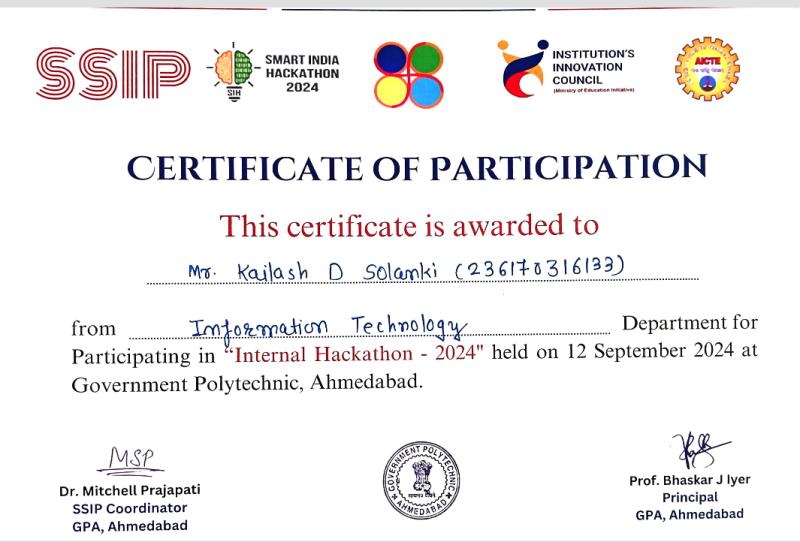 SSIP
SMART INDIA
HACKATHON
2024
SIH
INSTITUTION'S
INNOVATION
COUNCIL
(Ministry of Education Initiative)
AICTE
CERTIFICATE OF PARTICIPATION
This certificate is awarded to
Mr. Kailash D Solanki (236170316133)
from Information Technology Department for
Participating in “Internal Hackathon - 2024" held on 12 September 2024 at
Government Polytechnic, Ahmedabad.
MSP
Dr. Mitchell Prajapati
SSIP Coordinator
GPA, Ahmedabad
GOVERNMENT POLYTECHNIC
AHMEDABAD
Prof. Bhaskar J Iyer
Principal
GPA, Ahmedabad